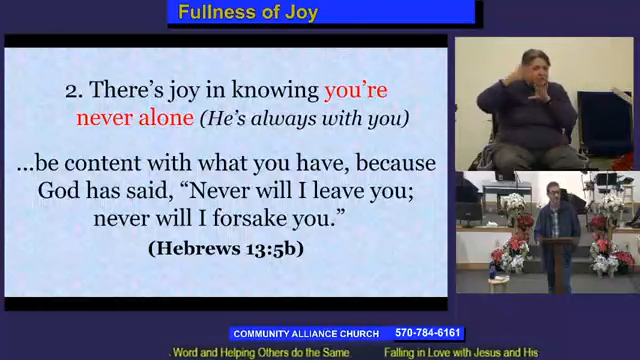 Fullness of Joy
2. There's joy in knowing you're
never alone (He's always with you)
...be content with what you have, because
God has said, “Never will I leave you;
never will I forsake you.”
(Hebrews 13:5b)
COMMUNITY ALLIANCE CHURCH 570-784-6161
. Word and Helping Others do the Same Falling in Love with Jesus and His